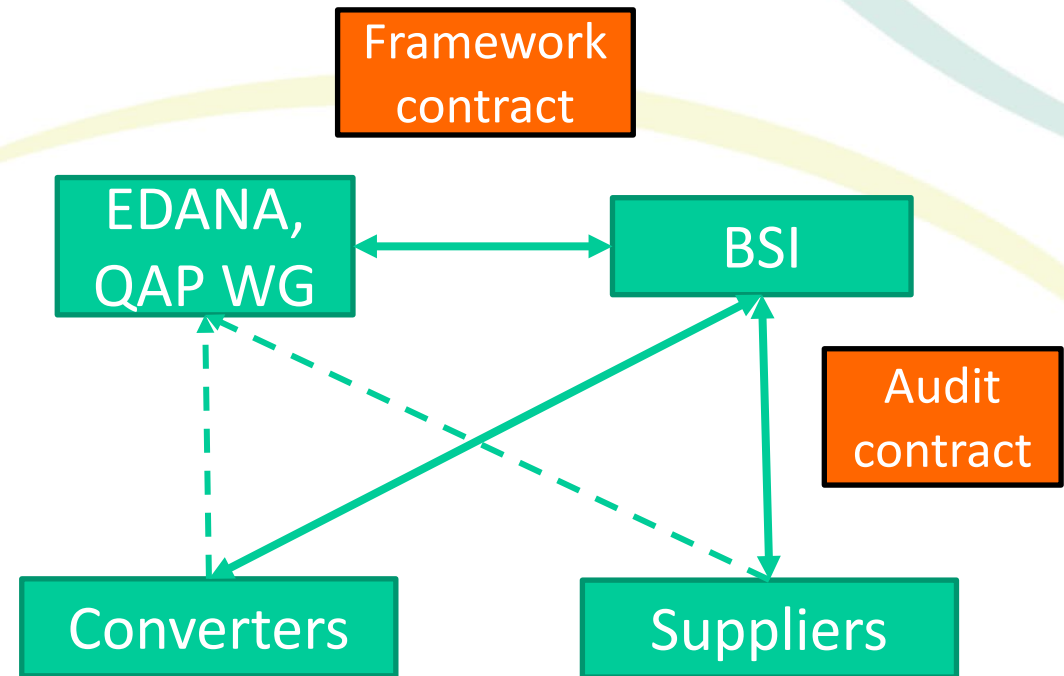 Framework
contract
EDANA,
QAP WG
BSI
Audit
contract
Converters
Suppliers